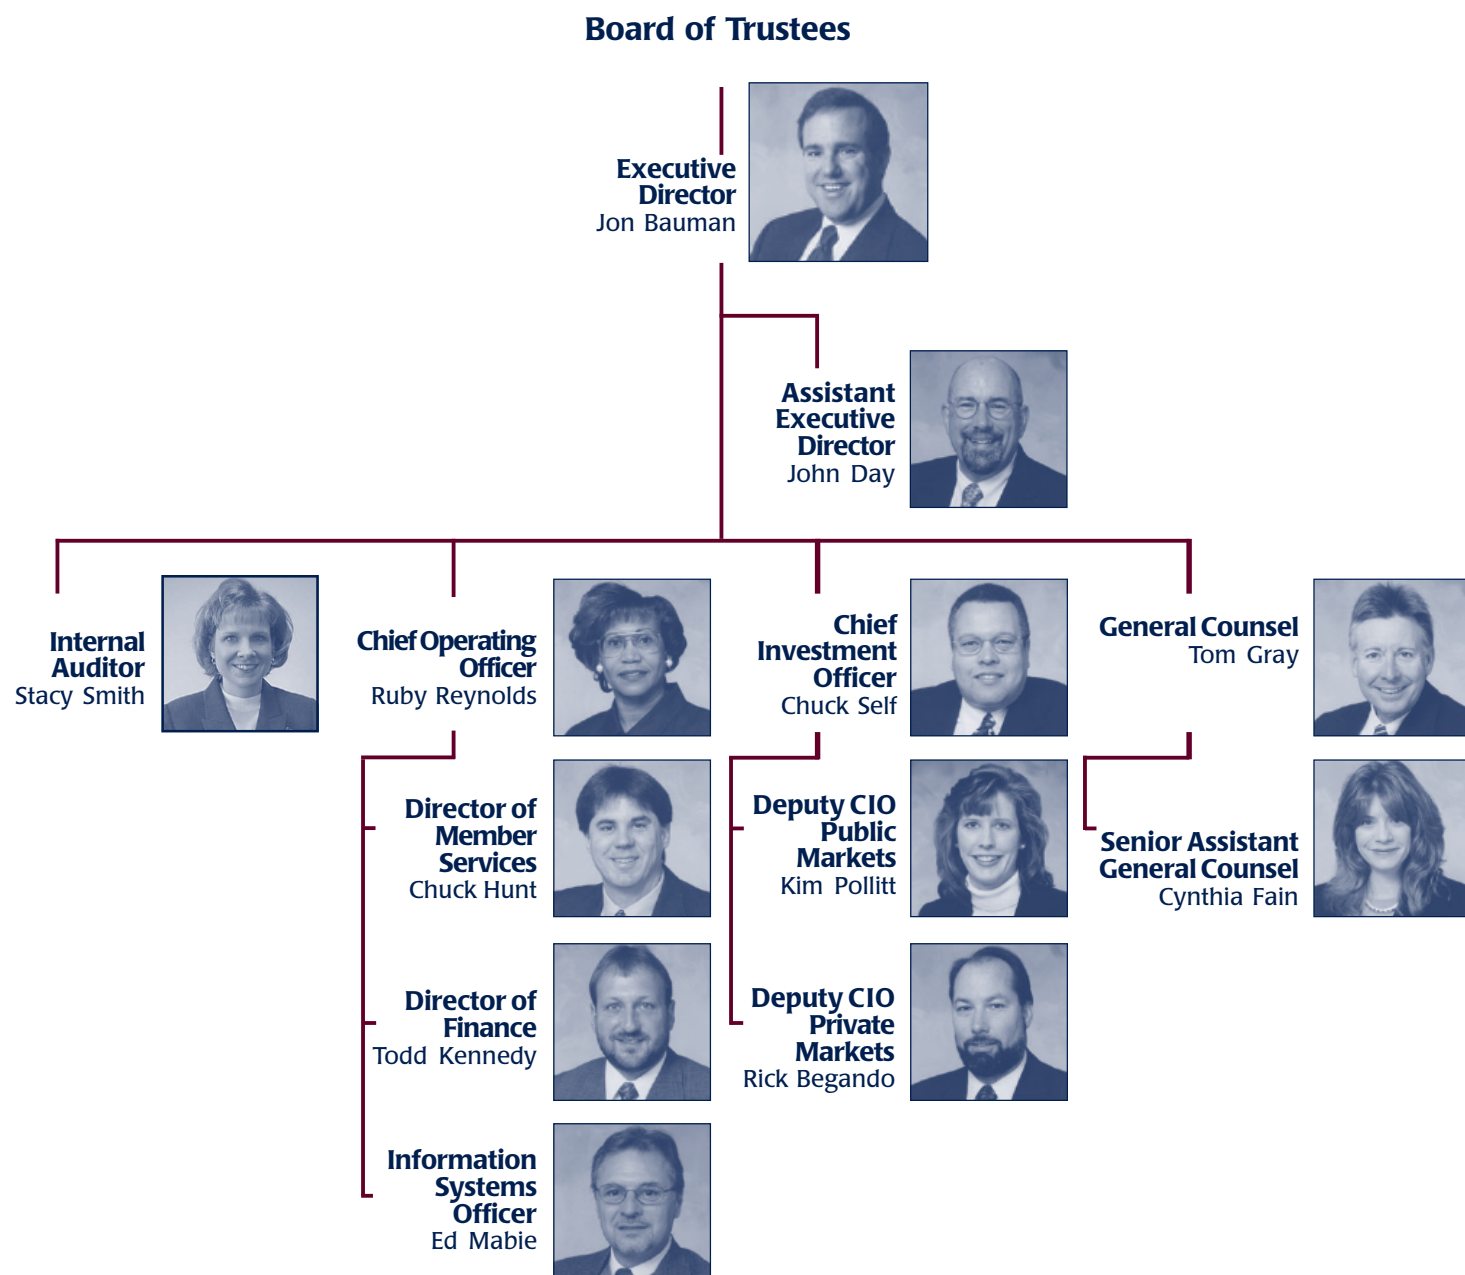 Board of Trustees
Executive
Director
Jon Bauman
Assistant
Executive
Director
John Day
Internal
Auditor
Stacy Smith
Chief Operating
Officer
Ruby Reynolds
Chief
Investment
Officer
Chuck Self
General Counsel
Tom Gray
Director of
Member
Services
Chuck Hunt
Deputy CIO
Public
Markets
Kim Pollitt
Senior Assistant
General Counsel
Cynthia Fain
Director of
Finance
Todd Kennedy
Deputy CIO
Private
Markets
Rick Begando
Information
Systems
Officer
Ed Mabie